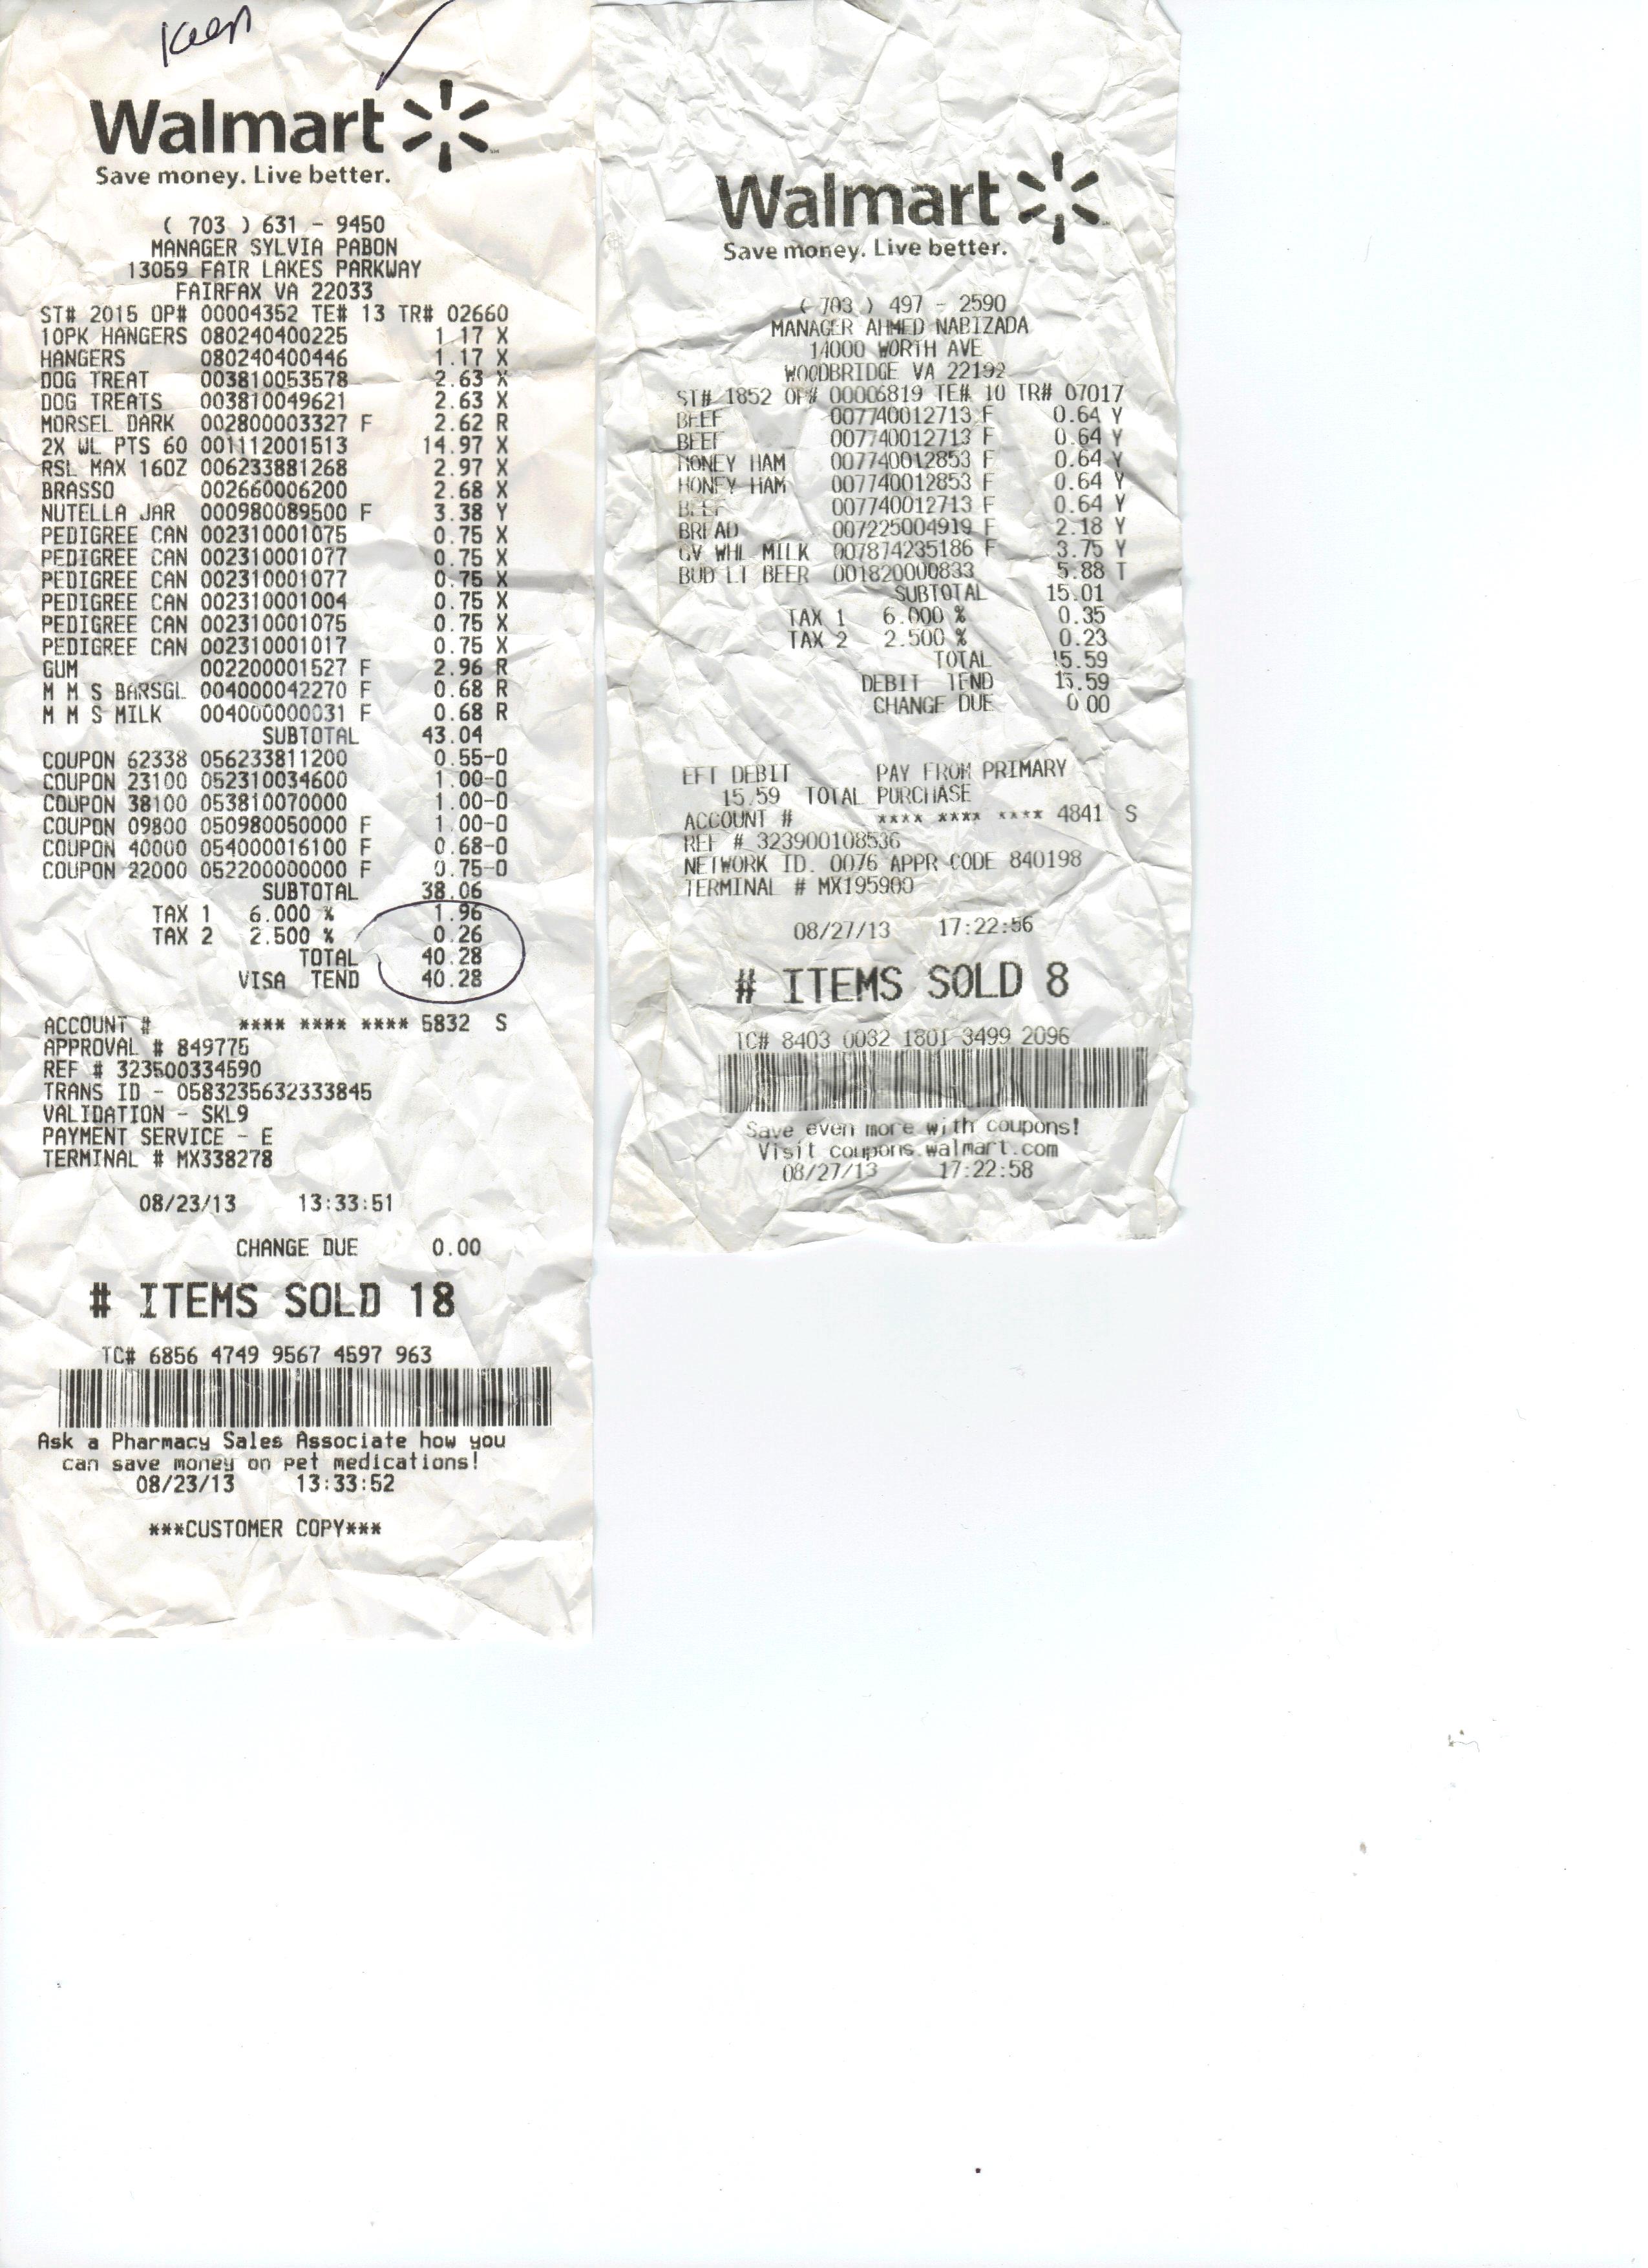 Keep
Walmart
Save money. Live better.
( 703 ) 631 - 9450
MANAGER SYLVIA PABON
13059 FAIR LAKES PARKWAY
FAIRFAX VA 22033
ST# 2015 OP# 00004352 TE# 13 TR# 02660
10PK HANGERS 080240400225 1.17 X
HANGERS 080240400446 1.17 X
DOG TREAT 003810053578 2.63 X
DOG TREATS 003810049621 2.63 X
MORSEL DARK 002800003327 F 2.62 R
2X WL PTS 60 001112001513 14.97 X
RSL MAX 16OZ 006233881268 2.97 X
BRASSO 002660006200 2.68 X
NUTELLA JAR 000980089500 F 3.38 Y
PEDIGREE CAN 002310001075 0.75 X
PEDIGREE CAN 002310001077 0.75 X
PEDIGREE CAN 002310001077 0.75 X
PEDIGREE CAN 002310001004 0.75 X
PEDIGREE CAN 002310001075 0.75 X
PEDIGREE CAN 002310001017 0.75 X
GUM 002200001527 F 2.96 R
M M S BARSGL 004000042270 F 0.68 R
M M S MILK 004000000031 F 0.68 R
SUBTOTAL 43.04
COUPON 62338 056233811200 0.55-O
COUPON 23100 052310034600 1.00-O
COUPON 38100 053810070000 1.00-O
COUPON 09800 050980050000 F 1.00-O
COUPON 40000 054000016100 F 0.68-O
COUPON 22000 052200000000 F 0.75-O
SUBTOTAL 38.06
TAX 1 6.000 % 1.96
TAX 2 2.500 % 0.26
TOTAL 40.28
VISA TEND 40.28
ACCOUNT # **** **** **** 5832 S
APPROVAL # 849775
REF # 323500334590
TRANS ID - 0583235632333845
VALIDATION - SKL9
PAYMENT SERVICE - E
TERMINAL # MX338278
08/23/13 13:33:51
CHANGE DUE 0.00
# ITEMS SOLD 18
TC# 6856 4749 9567 4597 963
Ask a Pharmacy Sales Associate how you
can save money on pet medications!
08/23/13 13:33:52
***CUSTOMER COPY***
Walmart
Save money. Live better.
( 703 ) 497 - 2590
MANAGER AHMED NABIZADA
14000 WORTH AVE
WOODBRIDGE VA 22192
ST# 1852 OP# 00006819 TE# 10 TR# 07017
BEEF 007740012713 F 0.64 Y
BEEF 007740012713 F 0.64 Y
HONEY HAM 007740012853 F 0.64 Y
HONEY HAM 007740012853 F 0.64 Y
BEEF 007740012713 F 0.64 Y
BREAD 007225004919 F 2.18 Y
GV WHL MILK 007874235186 F 3.75 Y
BUD LT BEER 001820000833 5.88 T
SUBTOTAL 15.01
TAX 1 6.000 % 0.35
TAX 2 2.500 % 0.23
TOTAL 15.59
DEBIT TEND 15.59
CHANGE DUE 0.00
EFT DEBIT PAY FROM PRIMARY
15.59 TOTAL PURCHASE
ACCOUNT # **** **** **** 4841 S
REF # 323900108536
NETWORK ID. 0076 APPR CODE 840198
TERMINAL # MX195900
08/27/13 17:22:56
# ITEMS SOLD 8
TC# 8403 0032 1801 3499 2096
Save even more with coupons!
Visit coupons.walmart.com
08/27/13 17:22:58